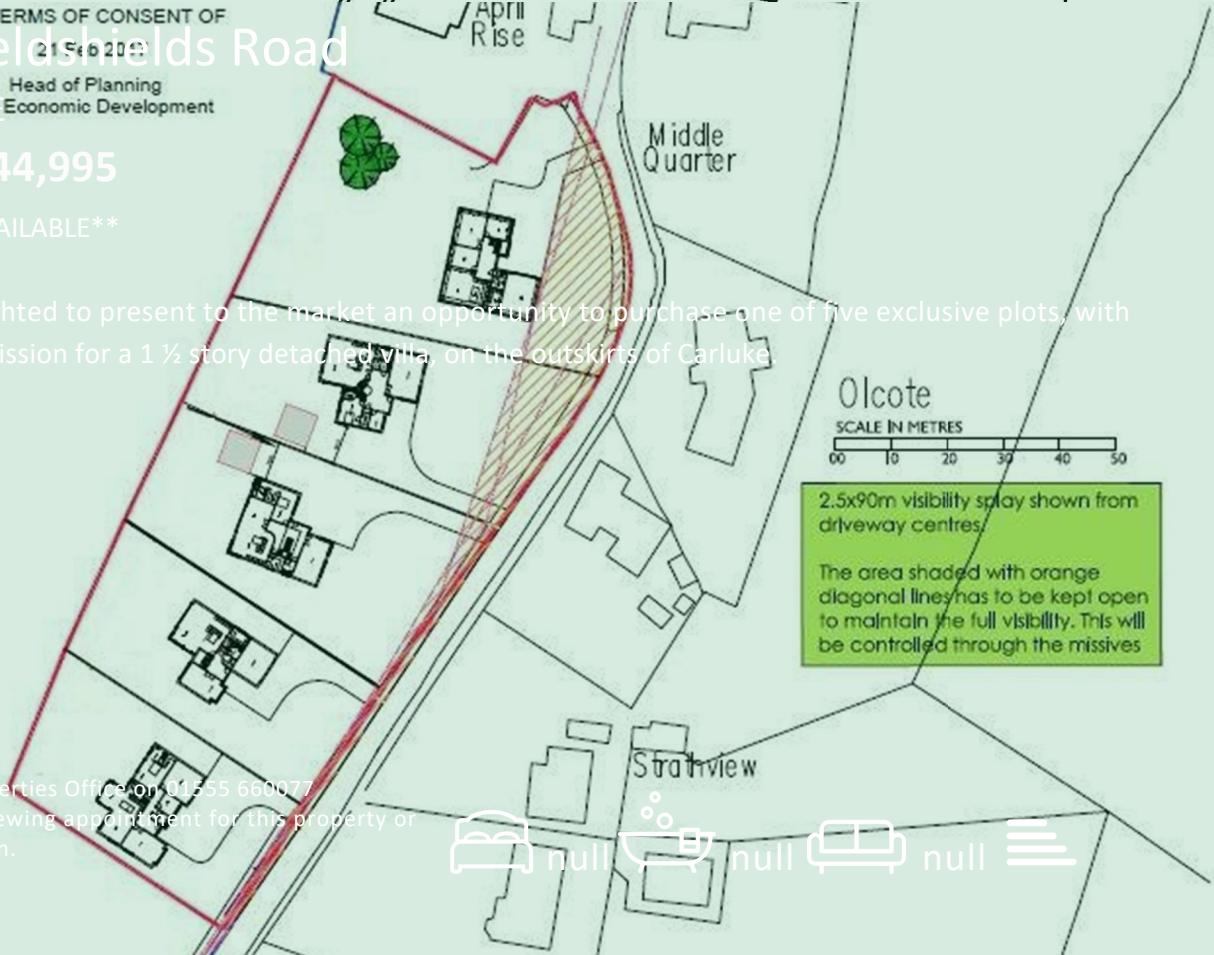 ERMS OF CONSENT OF
21 Feb 2017
eldshields Road
Head of Planning
Economic Development
44,995
AILABLE**
April
Rise
Middle
Quarter
hted to present to the market an opportunity to purchase one of five exclusive plots, with
ission for a 1 ½ story detached villa, on the outskirts of Carluke.
Olcote
SCALE IN METRES
00 10 20 30 40 50
2.5x90m visibility splay shown from
driveway centres.
The area shaded with orange
diagonal lines has to be kept open
to maintain the full visibility. This will
be controlled through the missives
Strathview
erties Office on 01555 660077
ewing appointment for this property or
n.
null null null